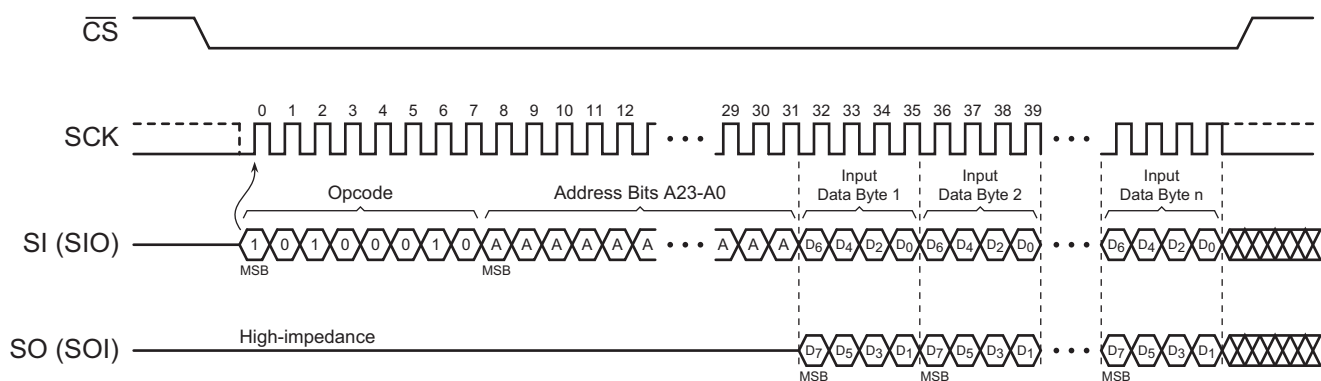 CS
SCK
0 1 2 3 4 5 6 7 8 9 10 11 12 29 30 31 32 33 34 35 36 37 38 39
Opcode
Address Bits A23-A0
Input
Data Byte 1
Input
Data Byte 2
Input
Data Byte n
SI (SIO)
1 0 1 0 0 0 1 0 A A A A A A A A A D6 D4 D2 D0 D6 D4 D2 D0 D6 D4 D2 D0
MSB MSB
High-impedance
SO (SOI)
D7 D5 D3 D1 D7 D5 D3 D1 D7 D5 D3 D1
MSB MSB MSB